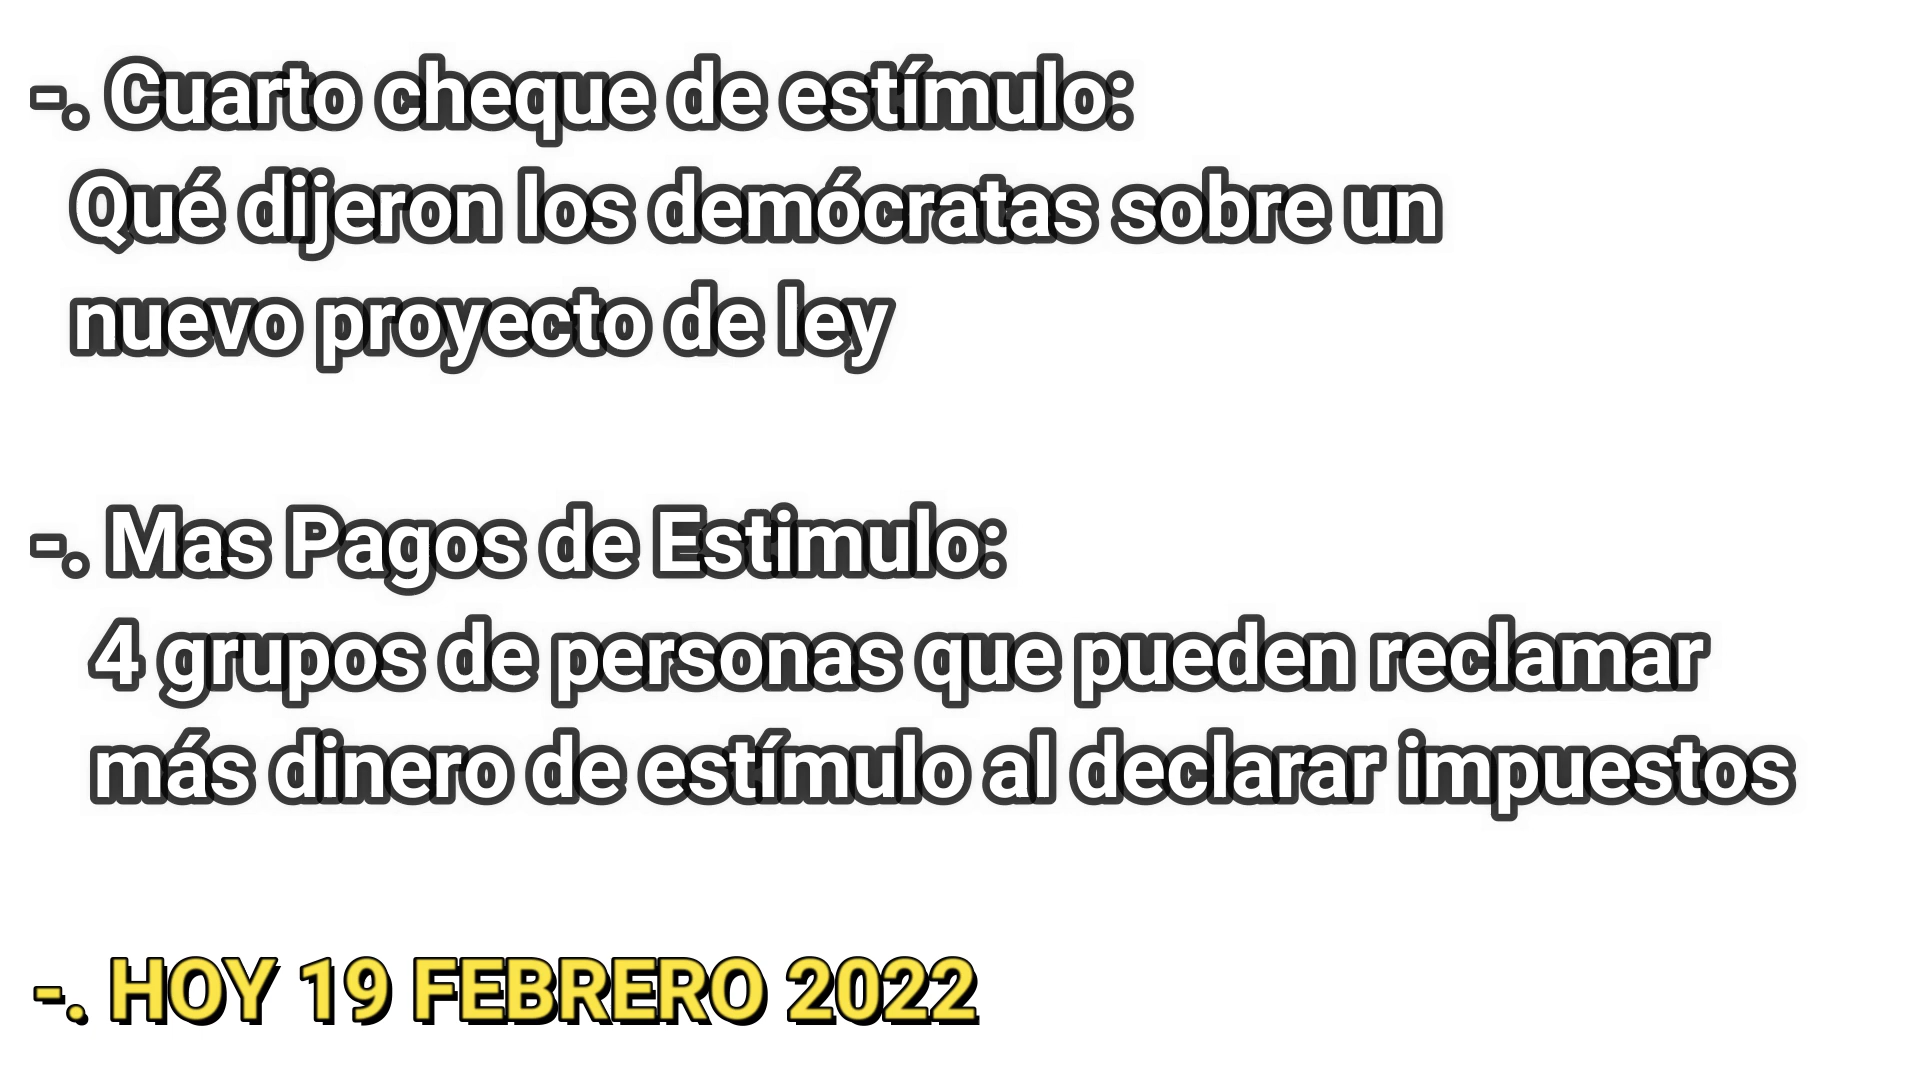 -. Cuarto cheque de estímulo:
Qué dijeron los demócratas sobre un
nuevo proyecto de ley
-. Mas Pagos de Estimulo:
4 grupos de personas que pueden reclamar
más dinero de estímulo al declarar impuestos
-. HOY 19 FEBRERO 2022